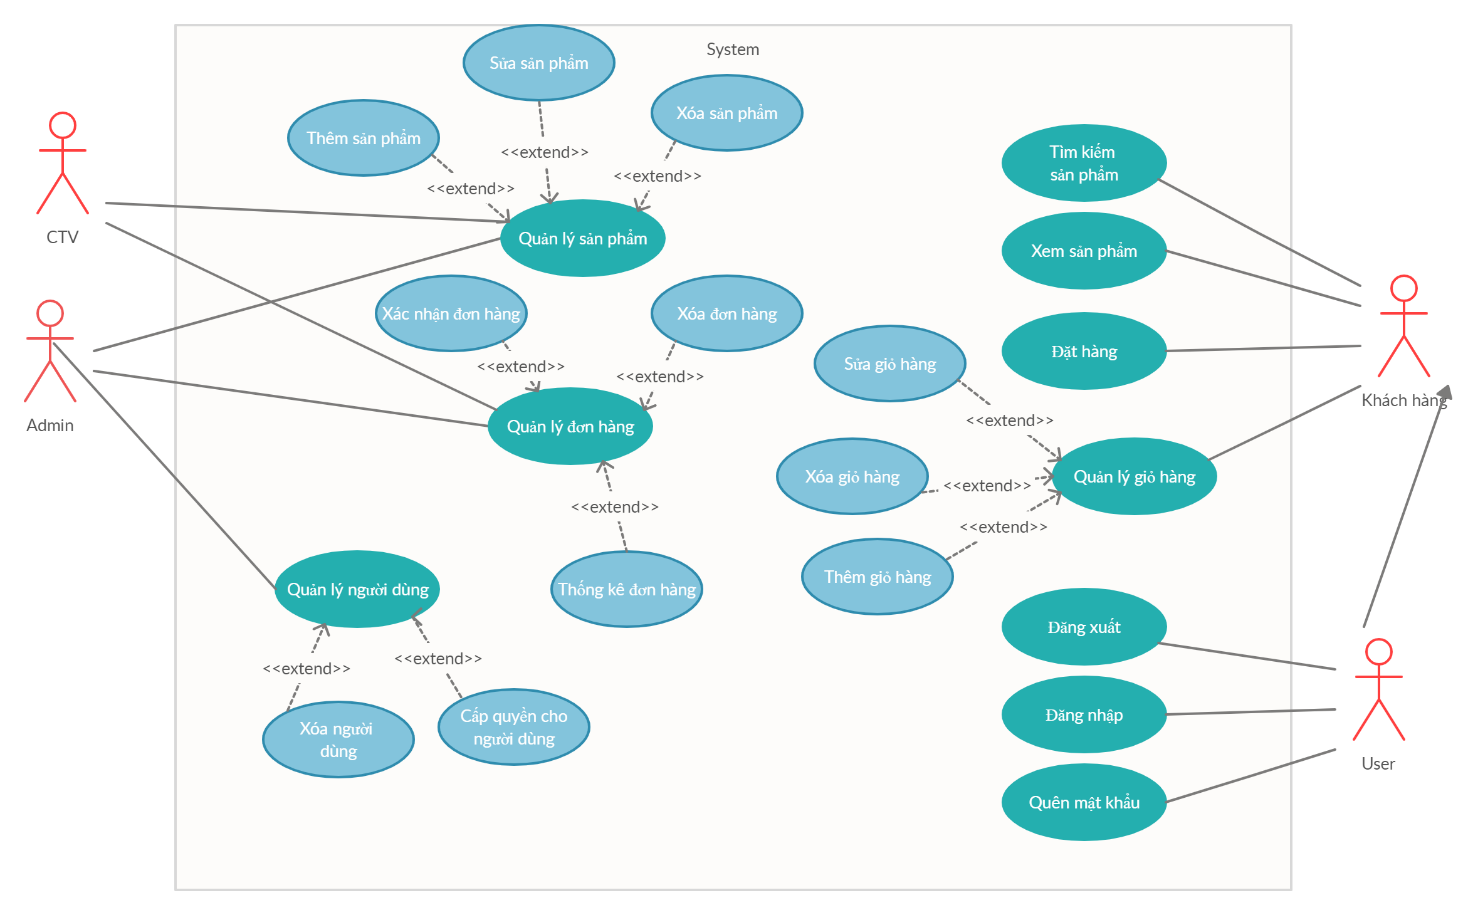 System
Sửa sản phẩm
Xóa sản phẩm
Thêm sản phẩm
<<extend>>
<<extend>>
<<extend>>
Quản lý sản phẩm
CTV
Xác nhận đơn hàng
Xóa đơn hàng
<<extend>>
<<extend>>
Quản lý đơn hàng
Admin
<<extend>>
Thống kê đơn hàng
Quản lý người dùng
<<extend>>
<<extend>>
Xóa người
dùng
Cấp quyền cho
người dùng
Tìm kiếm
sản phẩm
Xem sản phẩm
Đặt hàng
Khách hàng
Sửa giỏ hàng
<<extend>>
Xóa giỏ hàng
<<extend>>
Quản lý giỏ hàng
<<extend>>
Thêm giỏ hàng
Đăng xuất
Đăng nhập
User
Quên mật khẩu